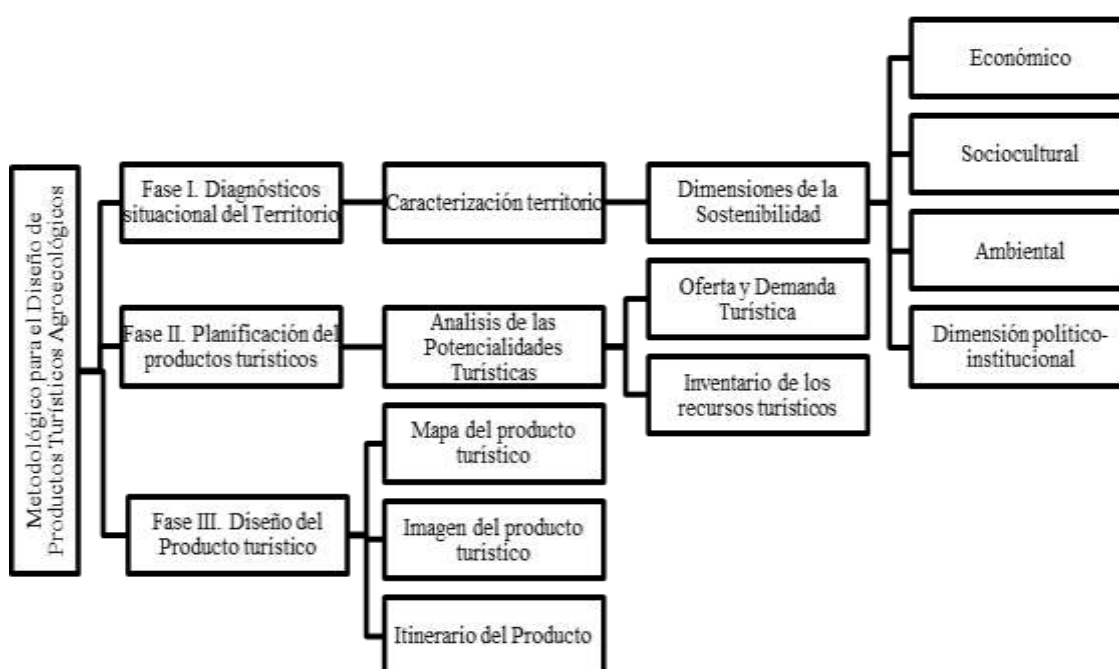 Metodológico para el Diseño de
Productos Turísticos Agroecológicos
Fase I. Diagnósticos
situacional del Territorio
Caracterización territorio
Dimensiones de la
Sostenibilidad
Económico
Sociocultural
Ambiental
Dimensión político-
institucional
Fase II. Planificación del
productos turisticos
Analisis de las
Potencialidades
Turísticas
Oferta y Demanda
Turística
Inventario de los
recursos turísticos
Fase III. Diseño del
Producto turistico
Mapa del producto
turístico
Imagen del producto
turistico
Itinerario del Producto